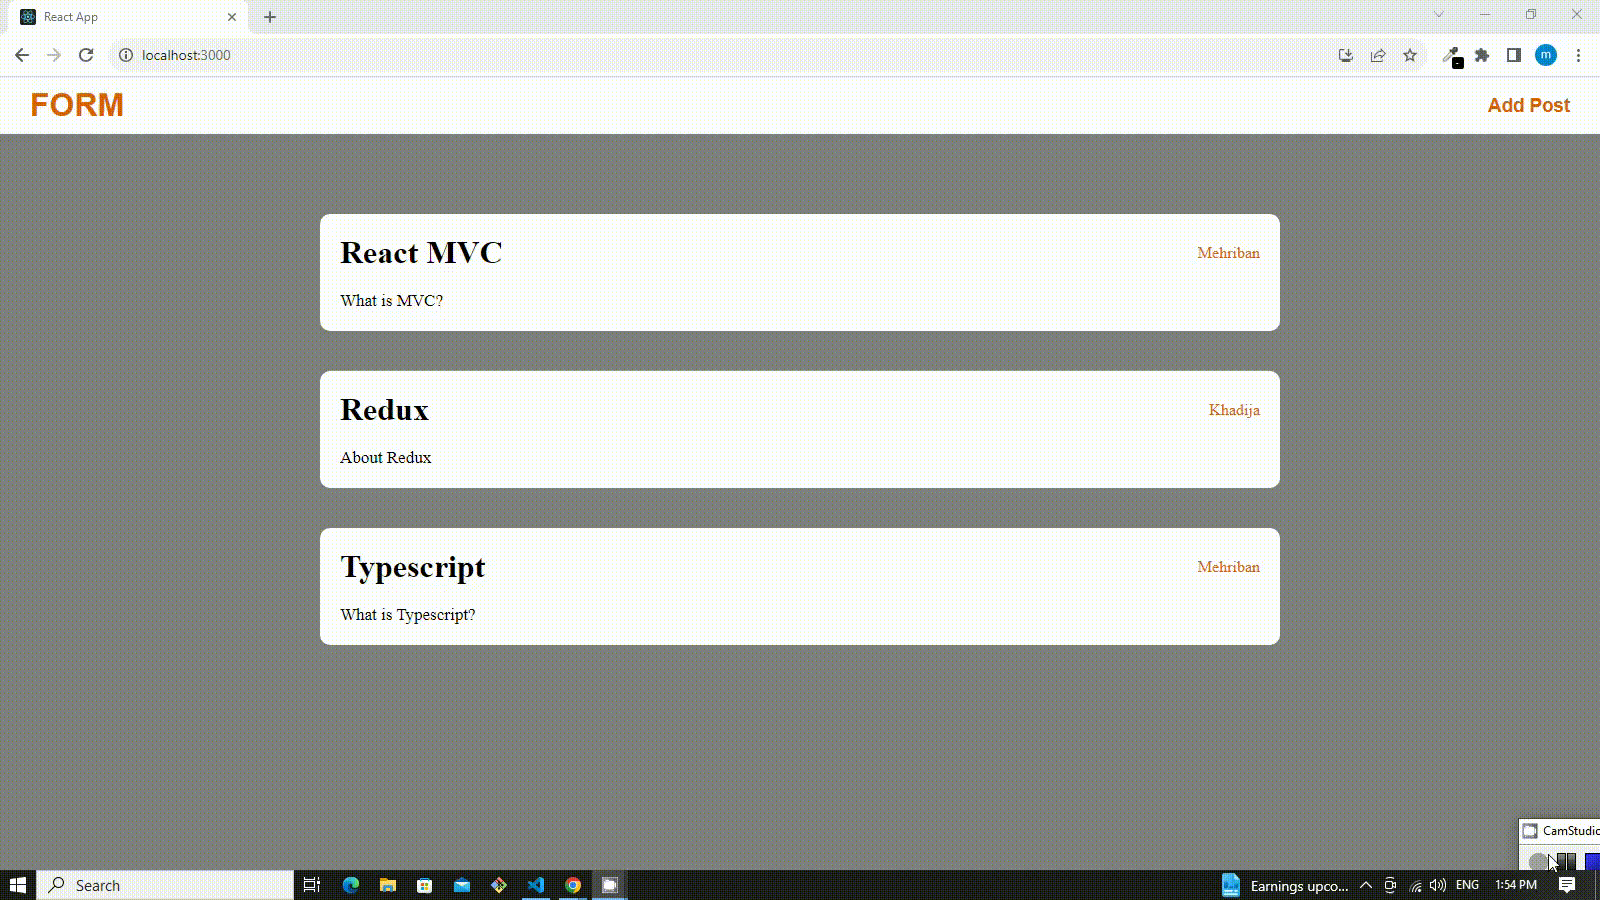 React App
localhost:3000
m
FORM
Add Post
React MVC
Mehriban
What is MVC?
Redux
Khadija
About Redux
Typescript
Mehriban
What is Typescript?
CamStudio
Search
Earnings upco...
ENG
1:54 PM